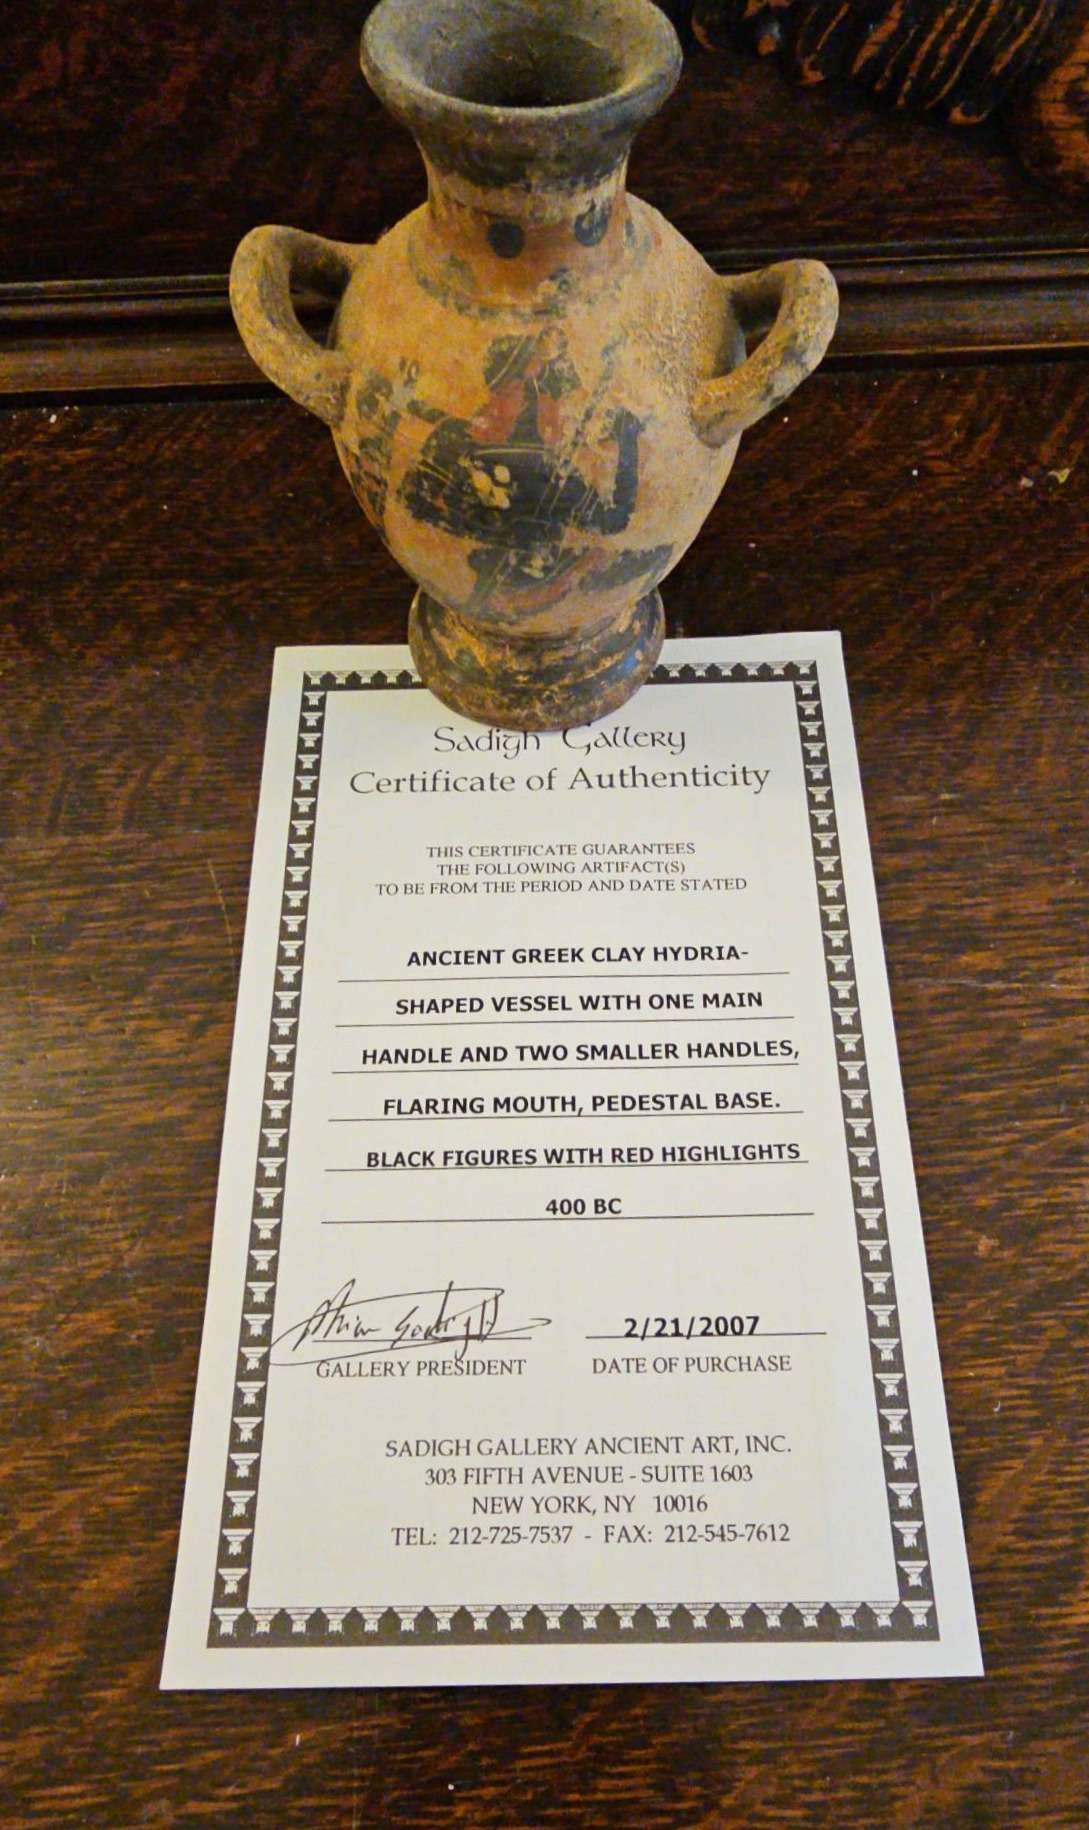 Sadigh Gallery
Certificate of Authenticity
THIS CERTIFICATE GUARANTEES
THE FOLLOWING ARTIFACT(S)
TO BE FROM THE PERIOD AND DATE STATED
ANCIENT GREEK CLAY HYDRIA-
SHAPED VESSEL WITH ONE MAIN
HANDLE AND TWO SMALLER HANDLES,
FLARING MOUTH, PEDESTAL BASE.
BLACK FIGURES WITH RED HIGHLIGHTS
400 BC
2/21/2007
GALLERY PRESIDENT DATE OF PURCHASE
SADIGH GALLERY ANCIENT ART, INC.
303 FIFTH AVENUE - SUITE 1603
NEW YORK, NY 10016
TEL: 212-725-7537 - FAX: 212-545-7612